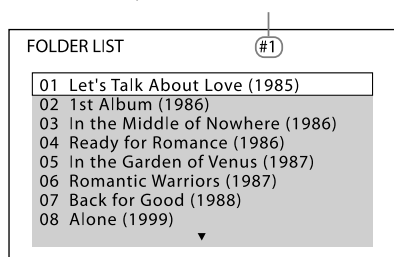 FOLDER LIST #1
01 Let's Talk About Love (1985)
02 1st Album (1986)
03 In the Middle of Nowhere (1986)
04 Ready for Romance (1986)
05 In the Garden of Venus (1987)
06 Romantic Warriors (1987)
07 Back for Good (1988)
08 Alone (1999)